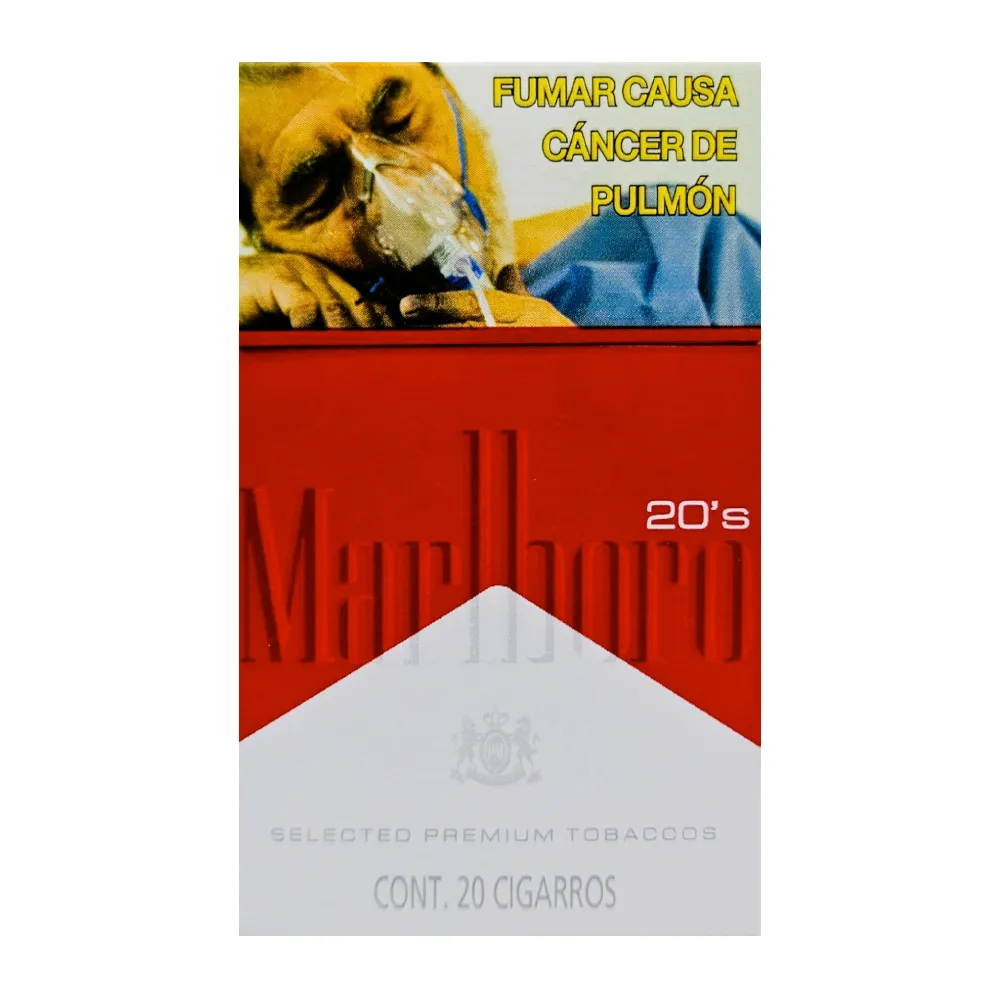 FUMAR CAUSA
CÁNCER DE
PULMÓN
20's
Marlboro
SELECTED PREMIUM TOBACCOS
CONT. 20 CIGARROS